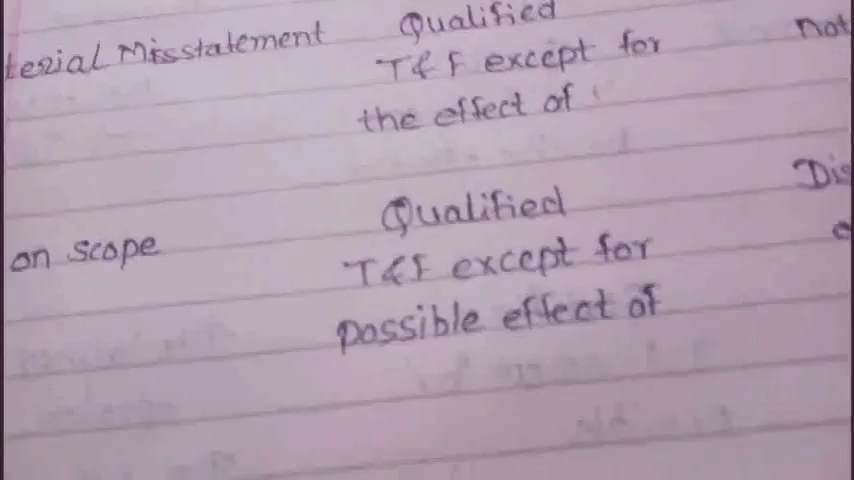 Qualified
terial Misstatement T&F except for not
the effect of
Qualified Dis
on scope T&F except for
possible effect of